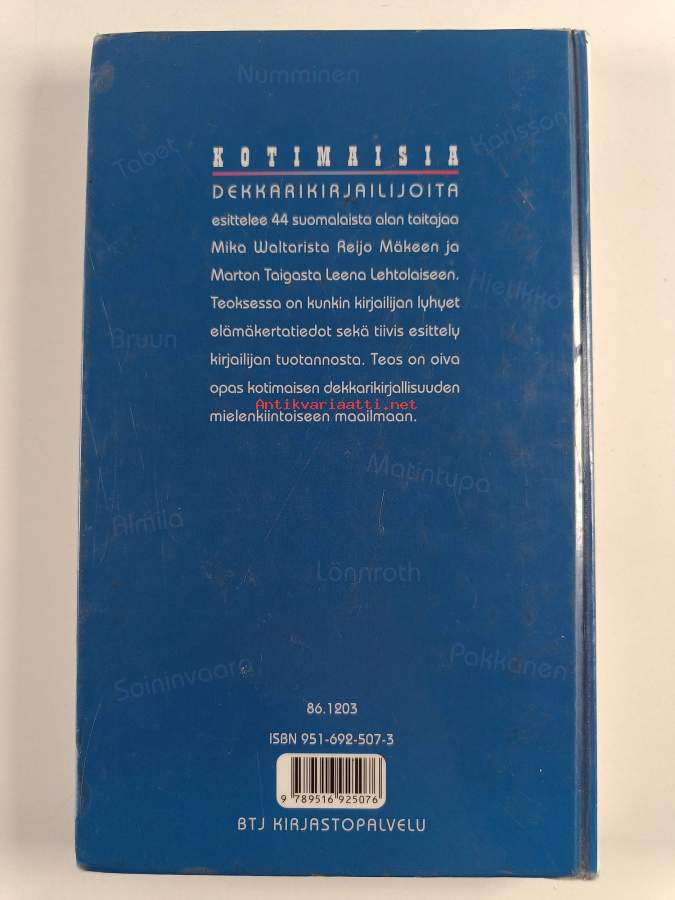 Numminen
Karlsson
Tabet
KOTIMAISIA
DEKKARIKIRJAILIJOITA
esittelee 44 suomalaista alan taitajaa
Mika Waltarista Reijo Mäkeen ja
Marton Taigasta Leena Lehtolaiseen.
Teoksessa on kunkin kirjailijan lyhyet
elämäkertatiedot sekä tiivis esittely
kirjailijan tuotannosta. Teos on oiva
opas kotimaisen dekkarikirjallisuuden
Antikvariaatti.net
mielenkiintoiseen maailmaan.
Hietikko
Bruun
Matintupa
Almila
Lönnroth
Pakkanen
Saininvaara
86.1203
ISBN 951-692-507-3
9 789516 925076
BTJ KIRJASTOPALVELU